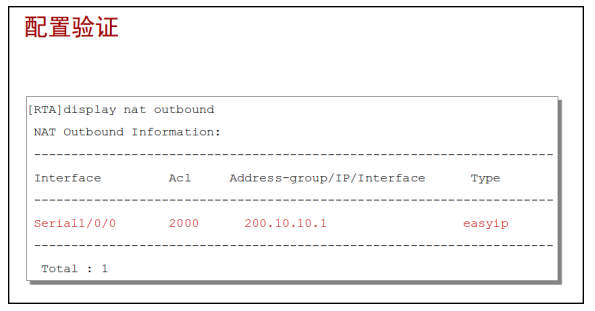 配置验证
[RTA]display nat outbound
NAT Outbound Information:
--------------------------------------------------------------------------
Interface Acl Address-group/IP/Interface Type
--------------------------------------------------------------------------
Serial1/0/0 2000 200.10.10.1 easyip
--------------------------------------------------------------------------
Total : 1